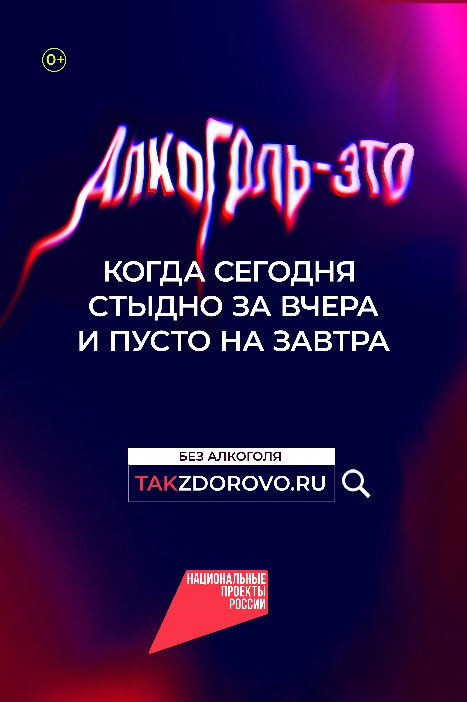 0+
Алкоголь-это
КОГДА СЕГОДНЯ
СТЫДНО ЗА ВЧЕРА
И ПУСТО НА ЗАВТРА
БЕЗ АЛКОГОЛЯ
TAKZDOROVO.RU
НАЦИОНАЛЬНЫЕ
ПРОЕКТЫ
РОССИИ